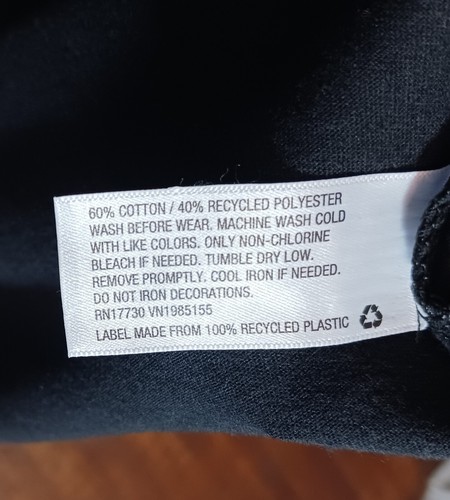 60% COTTON / 40% RECYCLED POLYESTER
WASH BEFORE WEAR. MACHINE WASH COLD
WITH LIKE COLORS. ONLY NON-CHLORINE
BLEACH IF NEEDED. TUMBLE DRY LOW.
REMOVE PROMPTLY. COOL IRON IF NEEDED.
DO NOT IRON DECORATIONS.
RN17730 VN1985155
LABEL MADE FROM 100% RECYCLED PLASTIC